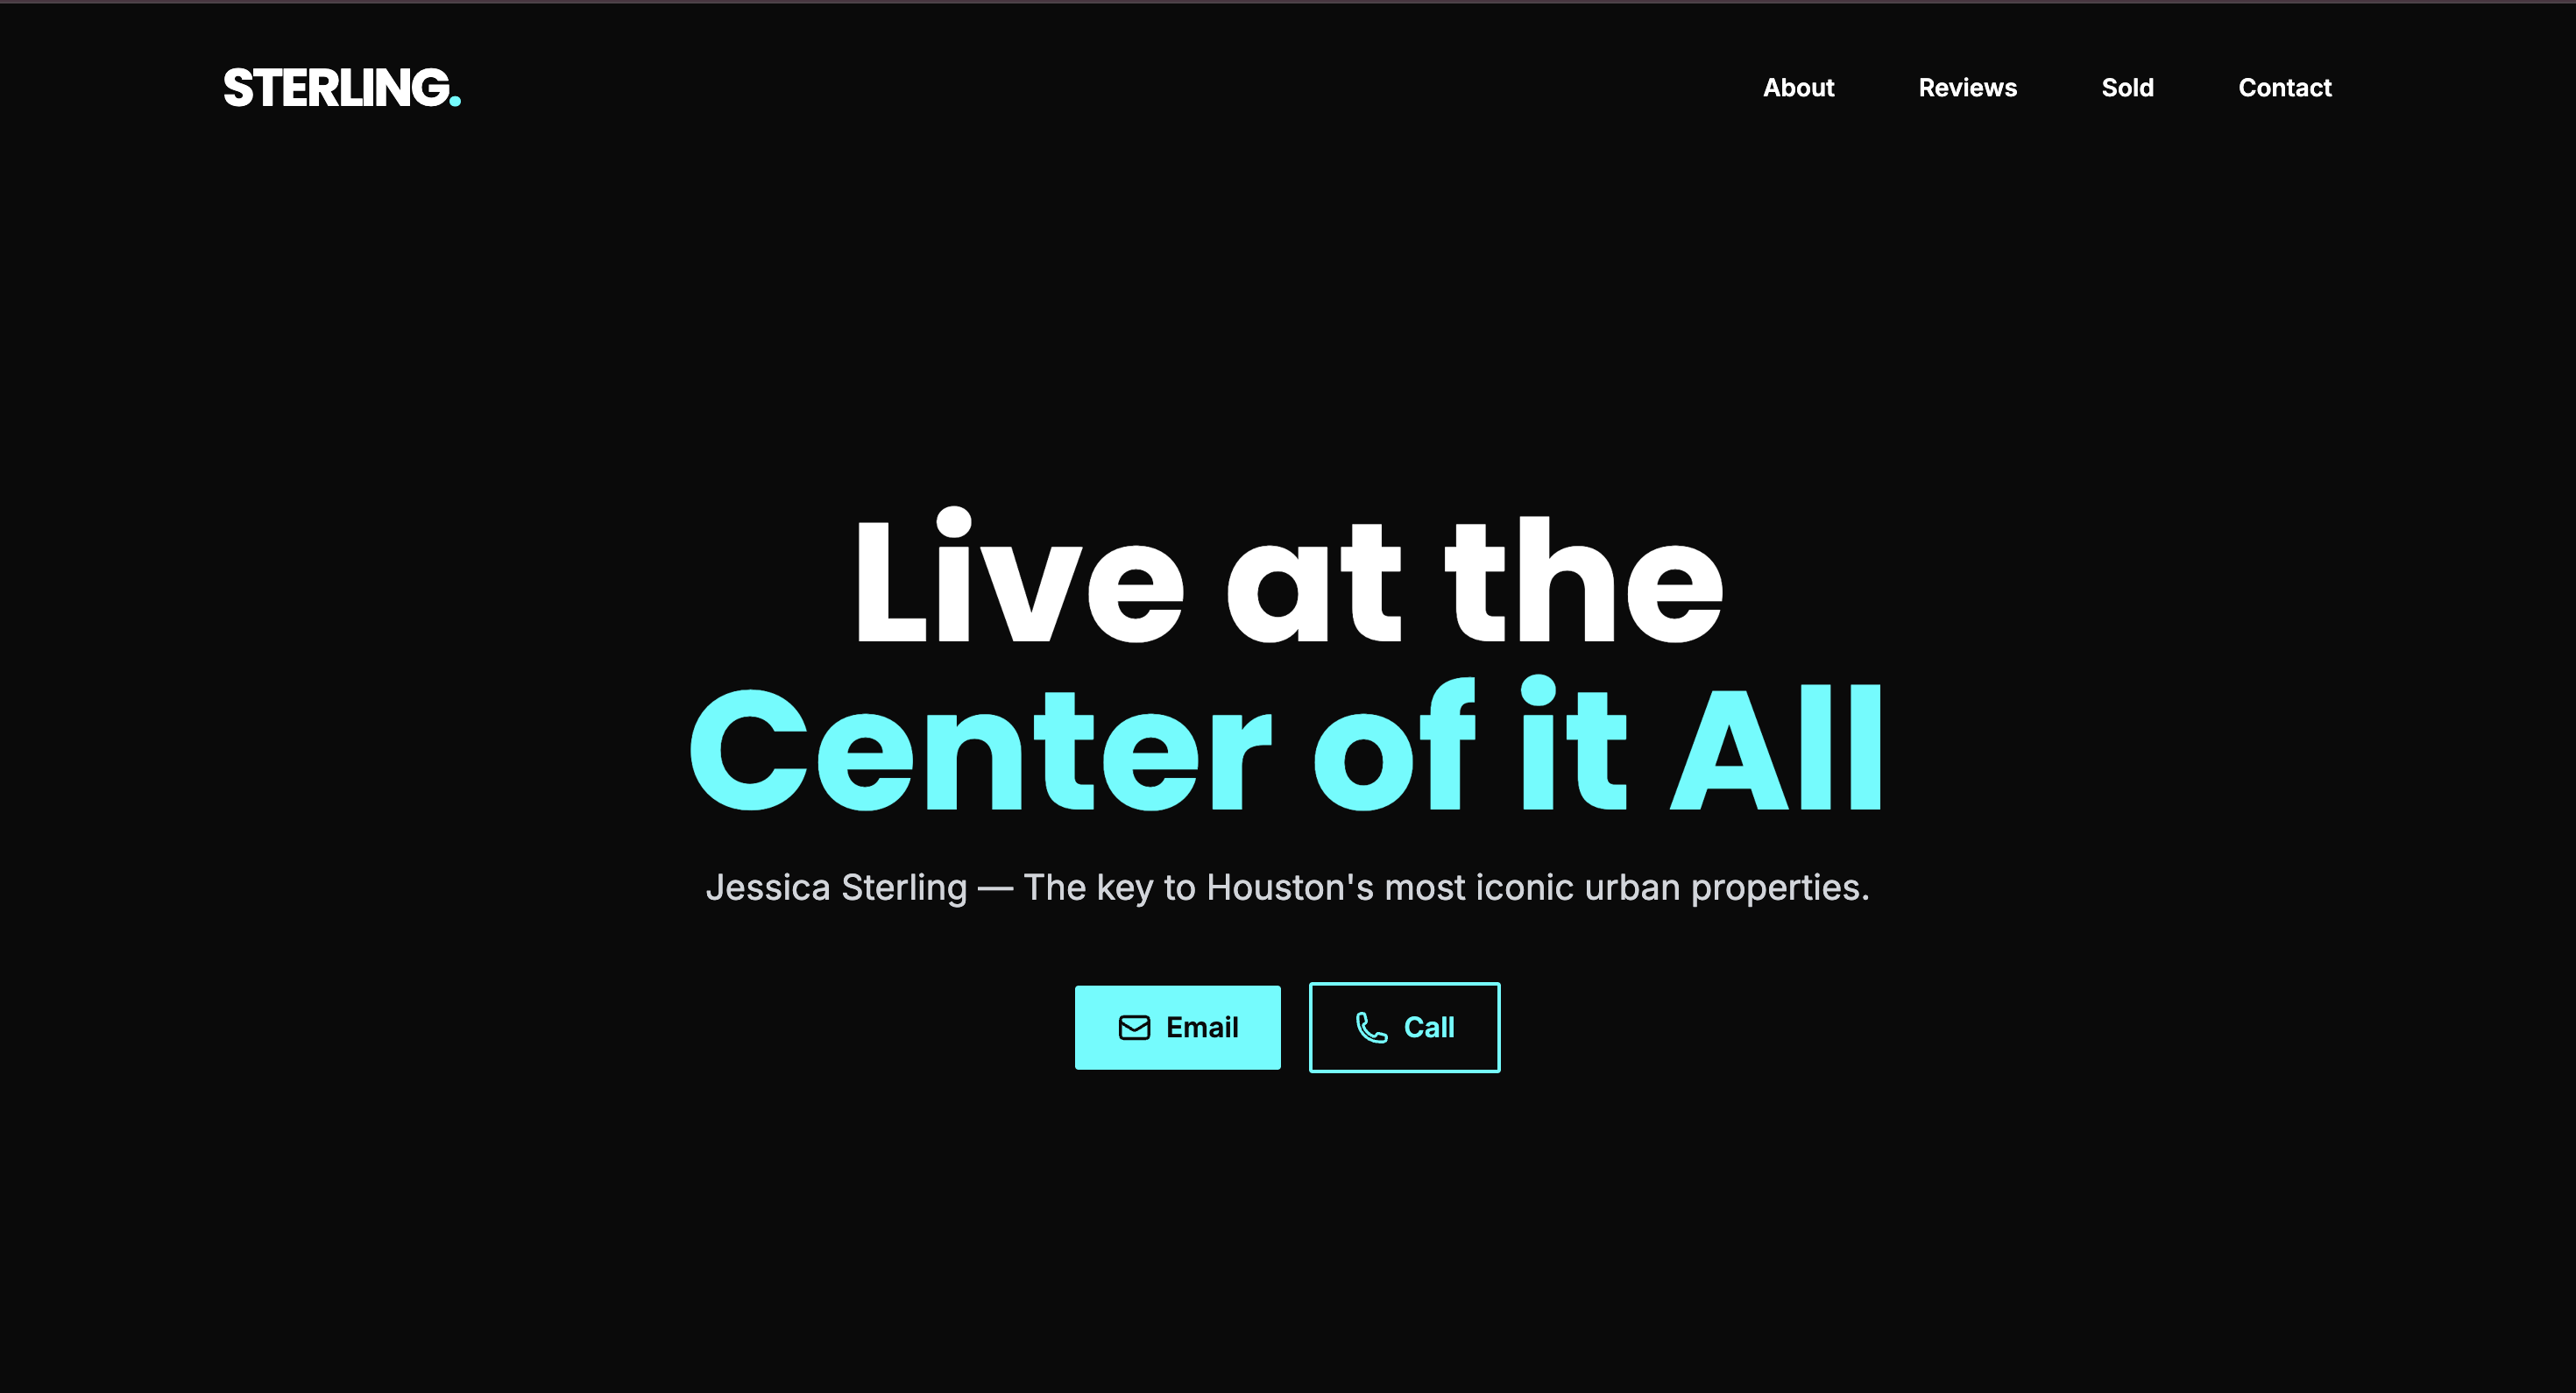 STERLING.
About Reviews Sold Contact
Live at the
Center of it All
Jessica Sterling — The key to Houston's most iconic urban properties.
Email Call